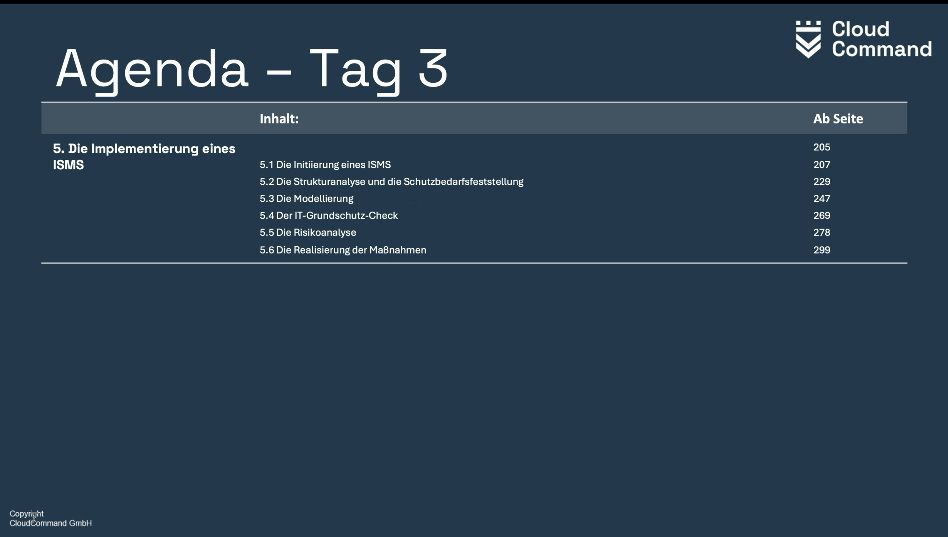 Cloud
Command
Agenda – Tag 3
Inhalt: Ab Seite
5. Die Implementierung eines
ISMS
205
5.1 Die Initiierung eines ISMS 207
5.2 Die Strukturanalyse und die Schutzbedarfsfeststellung 229
5.3 Die Modellierung 247
5.4 Der IT-Grundschutz-Check 269
5.5 Die Risikoanalyse 278
5.6 Die Realisierung der Maßnahmen 299
Copyright
CloudCommand GmbH